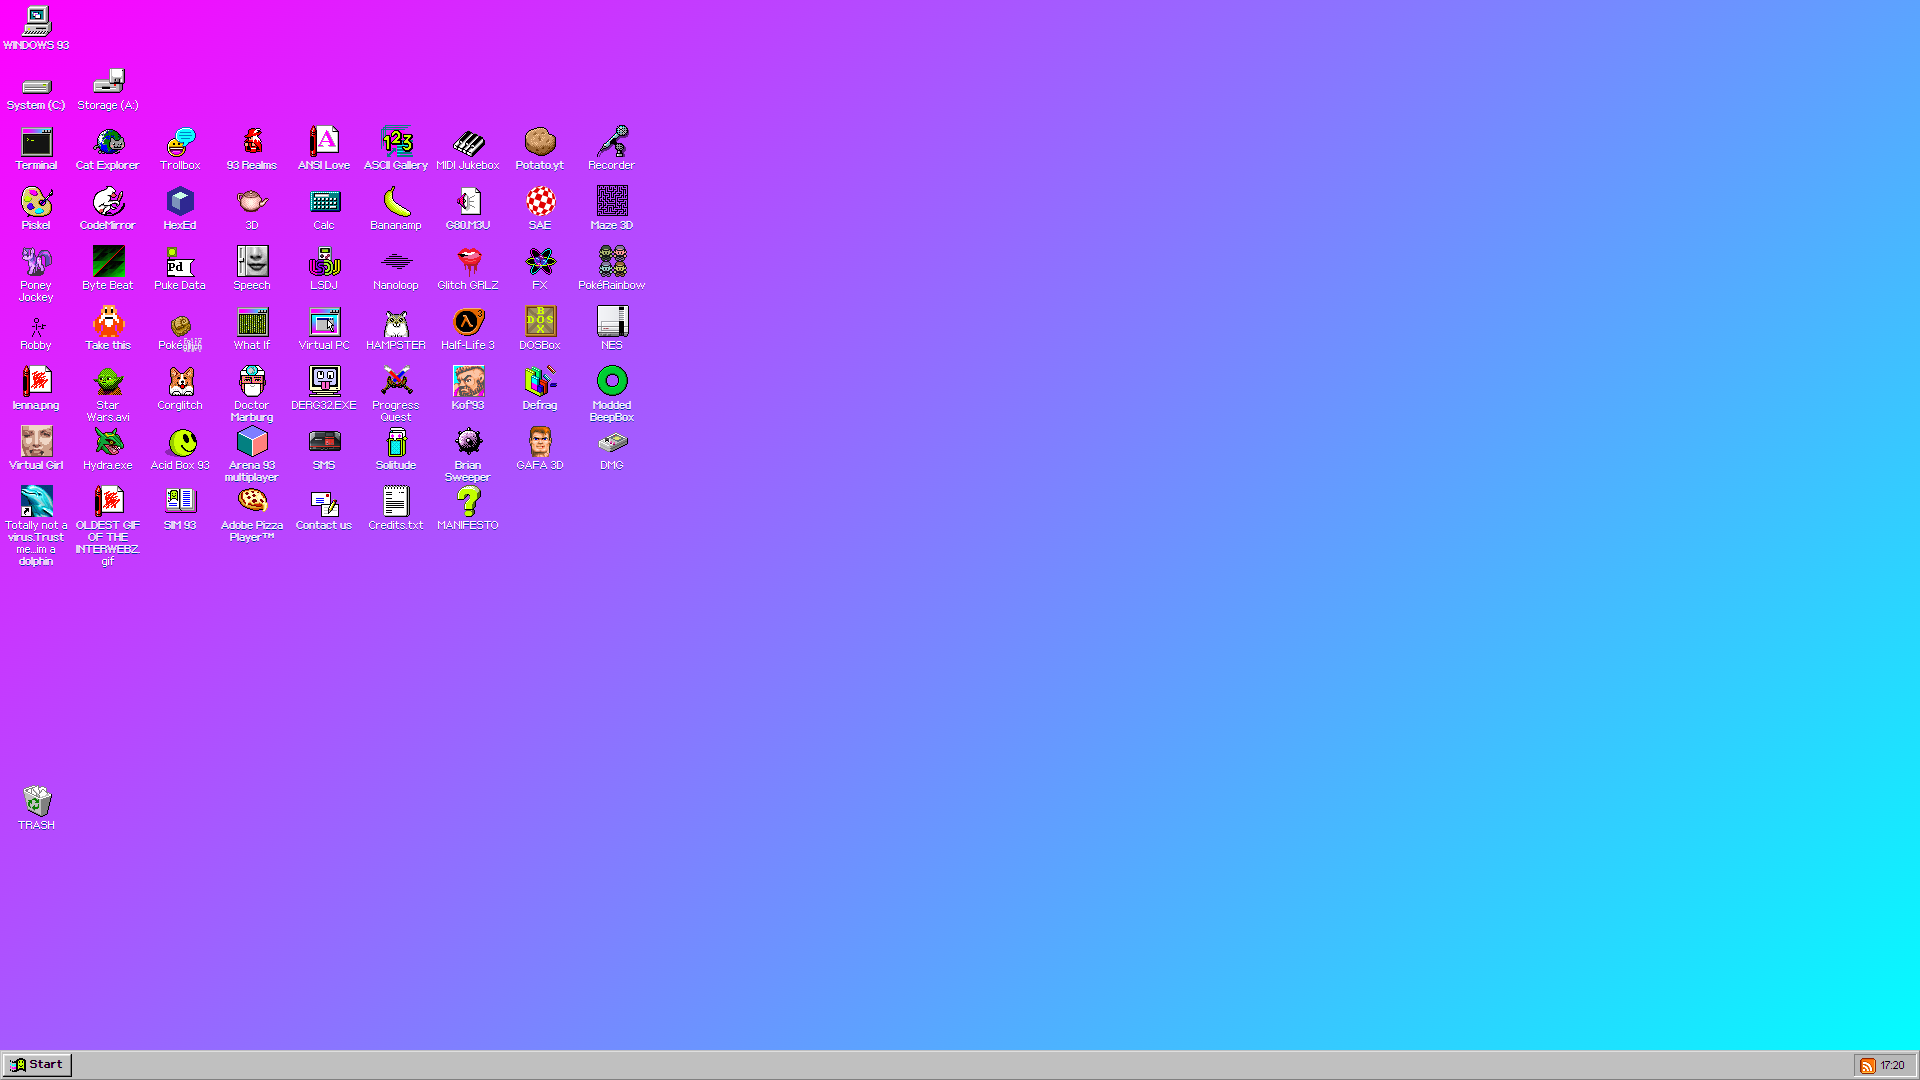 WINDOWS 93
System (C:)
Storage (A:)
Terminal
Cat Explorer
Trollbox
93 Realms
ANSI Love
ASCII Gallery
MIDI Jukebox
Potato.yt
Recorder
Piskel
CodeMirror
HexEd
3D
Calc
Bananamp
G80.M3U
SAE
Maze 3D
Poney
Jockey
Byte Beat
Puke Data
Speech
LSDJ
Nanoloop
Glitch GRLZ
FX
PokéRainbow
Robby
Take this
Poké
What If
Virtual PC
HAMPSTER
Half-Life 3
DOSBox
NES
lenna.png
Star
Wars.avi
Corglitch
Doctor
Marburg
DERG32.EXE
Progress
Quest
Kof'93
Defrag
Modded
BeepBox
Virtual Girl
Hydra.exe
Acid Box 93
Arena 93
multiplayer
SMS
Solitude
Brian
Sweeper
GAFA 3D
DMG
Totally not a
virus.Trust
me...im a
dolphin
OLDEST GIF
OF THE
INTERWEBZ.
gif
SIM 93
Adobe Pizza
Player™
Contact us
Credits.txt
MANIFESTO
TRASH
Start
17:20